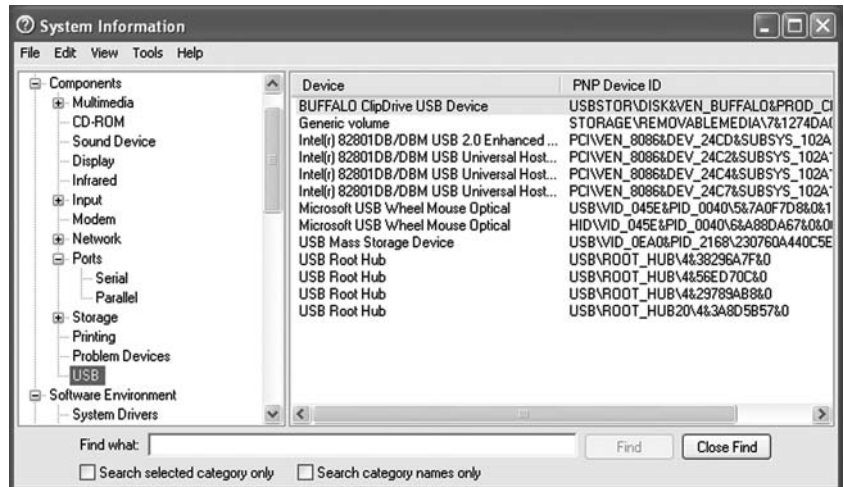 System Information
File Edit View Tools Help
Components
Multimedia
CD-ROM
Sound Device
Display
Infrared
Input
Modem
Network
Ports
Serial
Parallel
Storage
Printing
Problem Devices
USB
Software Environment
System Drivers
Device PNP Device ID
BUFFALO ClipDrive USB Device USBSTOR\DISK&VEN_BUFFALO&PROD_Cl
Generic volume STORAGE\REMOVABLEMEDIA\7&1274DA(
Intel(r) 82801DB/DBM USB 2.0 Enhanced ... PCI\VEN_8086&DEV_24CD&SUBSYS_102A
Intel(r) 82801DB/DBM USB Universal Host... PCI\VEN_8086&DEV_24C2&SUBSYS_102A
Intel(r) 82801DB/DBM USB Universal Host... PCI\VEN_8086&DEV_24C4&SUBSYS_102A
Intel(r) 82801DB/DBM USB Universal Host... PCI\VEN_8086&DEV_24C7&SUBSYS_102A
Microsoft USB Wheel Mouse Optical USB\VID_045E&PID_0040\5&7A0F7D8&0&1
Microsoft USB Wheel Mouse Optical HID\VID_045E&PID_0040\6&A88DA67&0&0
USB Mass Storage Device USB\VID_0EA0&PID_2168\230760A440C5E
USB Root Hub USB\ROOT_HUB\4&38296A7F&0
USB Root Hub USB\ROOT_HUB\4&56ED70C&0
USB Root Hub USB\ROOT_HUB\4&29789AB8&0
USB Root Hub USB\ROOT_HUB20\4&3A8D5B57&0
Find what: Find Close Find
Search selected category only Search category names only